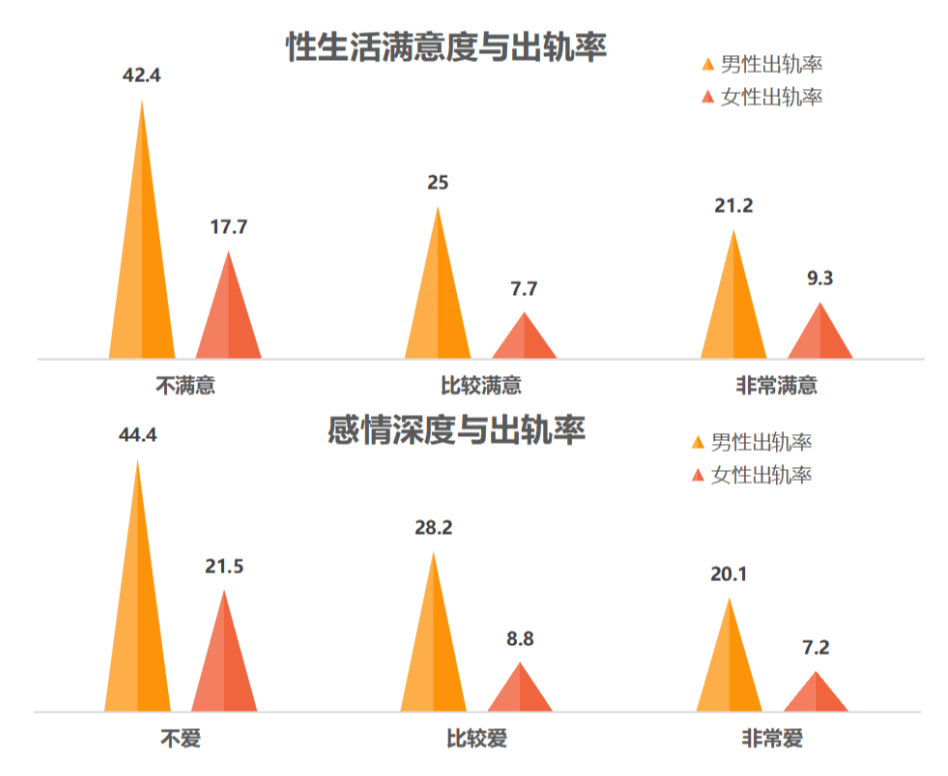 性生活满意度与出轨率
男性出轨率
女性出轨率
42.4
17.7
25
7.7
21.2
9.3
不满意
比较满意
非常满意
感情深度与出轨率
男性出轨率
女性出轨率
44.4
21.5
28.2
8.8
20.1
7.2
不爱
比较爱
非常爱